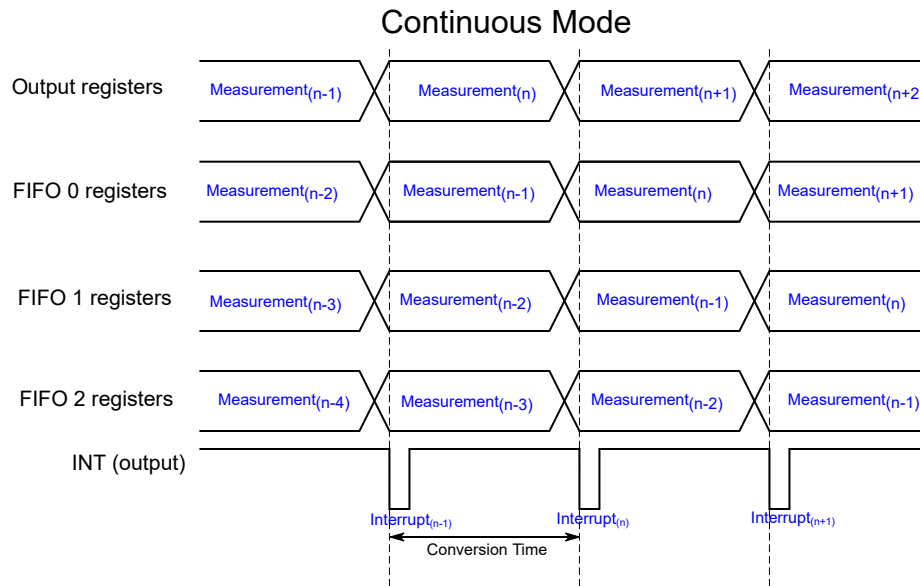 Continuous Mode
Output registers Measurement(n-1) Measurement(n) Measurement(n+1) Measurement(n+2
FIFO 0 registers Measurement(n-2) Measurement(n-1) Measurement(n) Measurement(n+1)
FIFO 1 registers Measurement(n-3) Measurement(n-2) Measurement(n-1) Measurement(n)
FIFO 2 registers Measurement(n-4) Measurement(n-3) Measurement(n-2) Measurement(n-1)
INT (output)
Interrupt(n-1) Interrupt(n) Interrupt(n+1)
Conversion Time